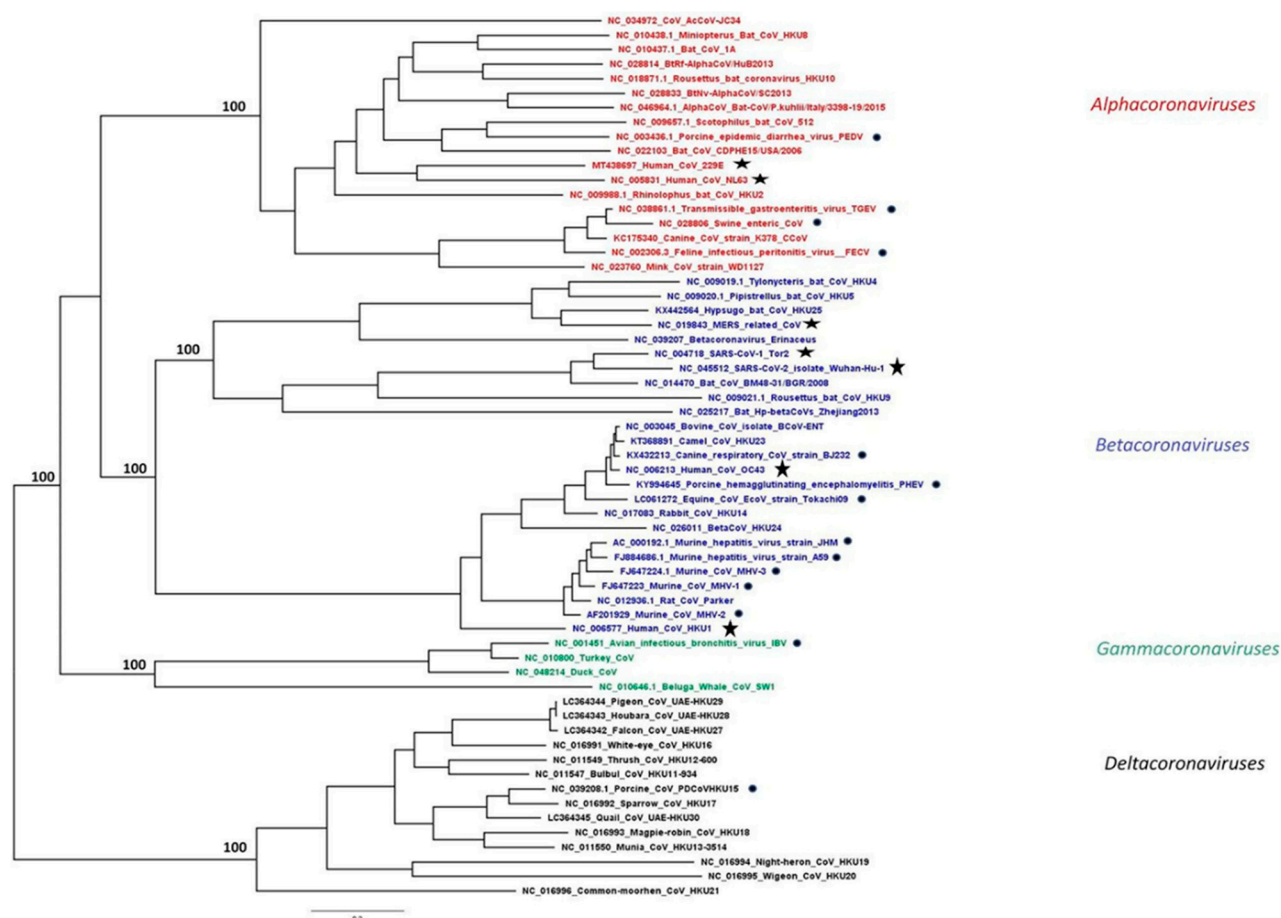 NC_034972_CoV_AcCoV-JC34
NC_010438.1_Miniopterus_Bat_CoV_HKU8
NC_010437.1_Bat_CoV_1A
NC_028814_BtRf-AlphaCoV/HuB2013
NC_018871.1_Rousettus_bat_coronavirus_HKU10
NC_028833_BtNv-AlphaCoV/SC2013
NC_046964.1_AlphaCoV_Bat-CoV/P.kuhlii/Italy/3398-19/2015
100
Alphacoronaviruses
NC_009657.1_Scotophilus_bat_CoV_512
NC_003436.1_Porcine_epidemic_diarrhea_virus_PEDV
NC_022103_Bat_CoV_CDPHE15/USA/2006
MT438697_Human_CoV_229E
NC_005831_Human_CoV_NL63
NC_009988.1_Rhinolophus_bat_CoV_HKU2
NC_038861.1_Transmissible_gastroenteritis_virus_TGEV
NC_028806_Swine_enteric_CoV
KC175340_Canine_CoV_strain_K378_CCoV
NC_002306.3_Feline_infectious_peritonitis_virus__FECV
NC_023760_Mink_CoV_strain_WD1127
NC_009019.1_Tylonycteris_bat_CoV_HKU4
NC_009020.1_Pipistrellus_bat_CoV_HKU5
KX442564_Hypsugo_bat_CoV_HKU25
NC_019843_MERS_related_CoV
NC_039207_Betacoronavirus_Erinaceus
100
NC_004718_SARS-CoV-1_Tor2
NC_045512_SARS-CoV-2_isolate_Wuhan-Hu-1
NC_014470_Bat_CoV_BM48-31/BGR/2008
NC_009021.1_Rousettus_bat_CoV_HKU9
NC_025217_Bat_Hp-betaCoVs_Zhejiang2013
NC_003045_Bovine_CoV_isolate_BCoV-ENT
KT368891_Camel_CoV_HKU23
Betacoronaviruses
KX432213_Canine_respiratory_CoV_strain_BJ232
NC_006213_Human_CoV_OC43
100
100
KY994645_Porcine_hemagglutinating_encephalomyelitis_PHEV
LC061272_Equine_CoV_EcoV_strain_Tokachi09
NC_017083_Rabbit_CoV_HKU14
NC_026011_BetaCoV_HKU24
AC_000192.1_Murine_hepatitis_virus_strain_JHM
FJ884686.1_Murine_hepatitis_virus_strain_A59
FJ647224.1_Murine_CoV_MHV-3
FJ647223_Murine_CoV_MHV-1
NC_012936.1_Rat_CoV_Parker
AF201929_Murine_CoV_MHV-2
NC_006577_Human_CoV_HKU1
NC_001451_Avian_infectious_bronchitis_virus_IBV
Gammacoronaviruses
NC_010800_Turkey_CoV
100
NC_048214_Duck_CoV
NC_010646.1_Beluga_Whale_CoV_SW1
LC364344_Pigeon_CoV_UAE-HKU29
LC364343_Houbara_CoV_UAE-HKU28
LC364342_Falcon_CoV_UAE-HKU27
NC_016991_White-eye_CoV_HKU16
NC_011549_Thrush_CoV_HKU12-600
Deltacoronaviruses
NC_011547_Bulbul_CoV_HKU11-934
NC_039208.1_Porcine_CoV_PDCoVHKU15
NC_016992_Sparrow_CoV_HKU17
LC364345_Quail_CoV_UAE-HKU30
NC_016993_Magpie-robin_CoV_HKU18
NC_011550_Munia_CoV_HKU13-3514
100
NC_016994_Night-heron_CoV_HKU19
NC_016995_Wigeon_CoV_HKU20
NC_016996_Common-moorhen_CoV_HKU21